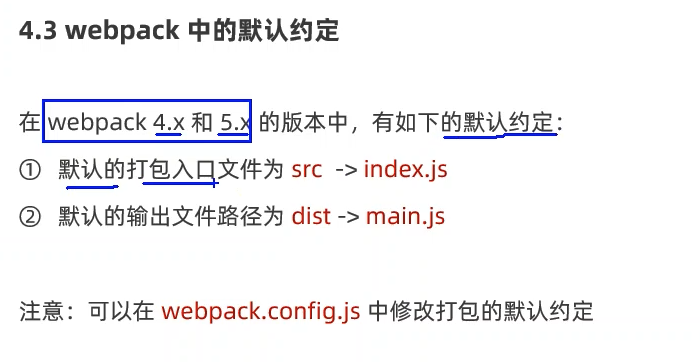 4.3 webpack 中的默认约定
在 webpack 4.x 和 5.x 的版本中，有如下的默认约定：
① 默认的打包入口文件为 src -> index.js
② 默认的输出文件路径为 dist -> main.js
注意：可以在 webpack.config.js 中修改打包的默认约定